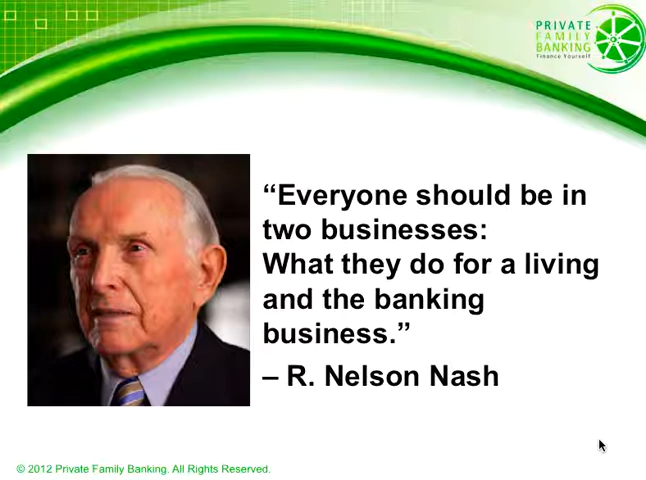 PRIVATE
FAMILY
BANKING
Finance Yourself
“Everyone should be in
two businesses:
What they do for a living
and the banking
business.”
– R. Nelson Nash
© 2012 Private Family Banking. All Rights Reserved.